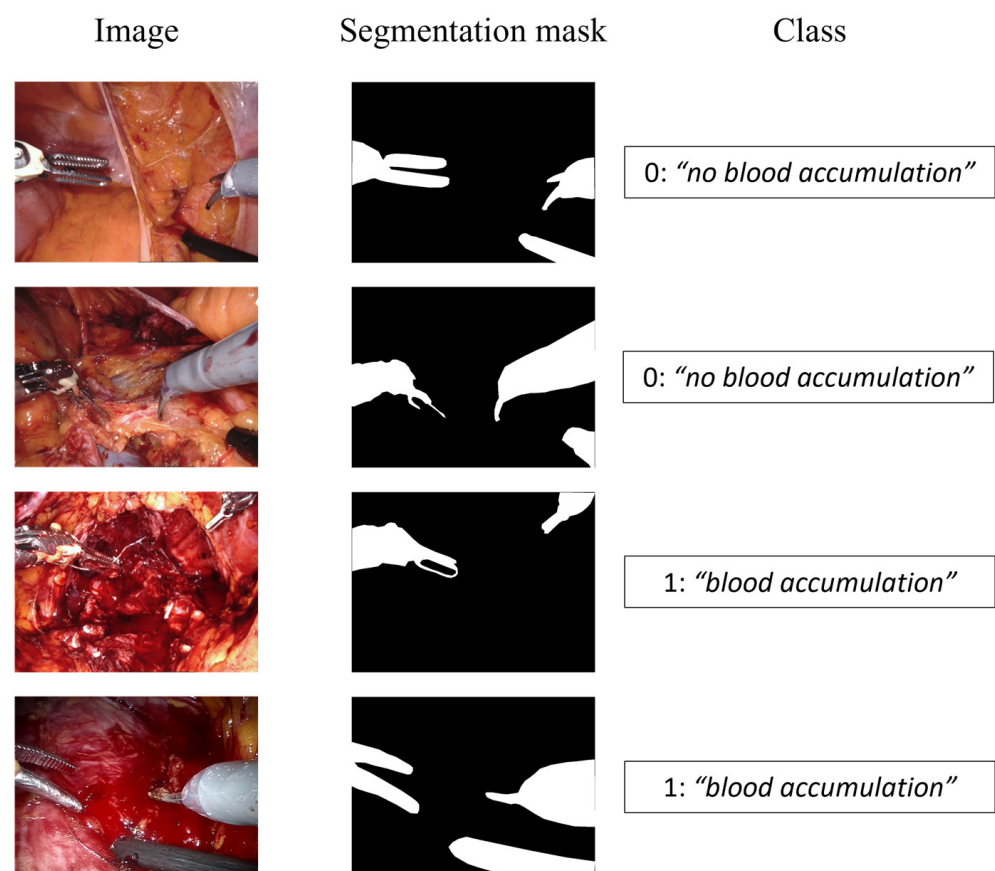 Image Segmentation mask Class
0: “no blood accumulation”
0: “no blood accumulation”
1: “blood accumulation”
1: “blood accumulation”